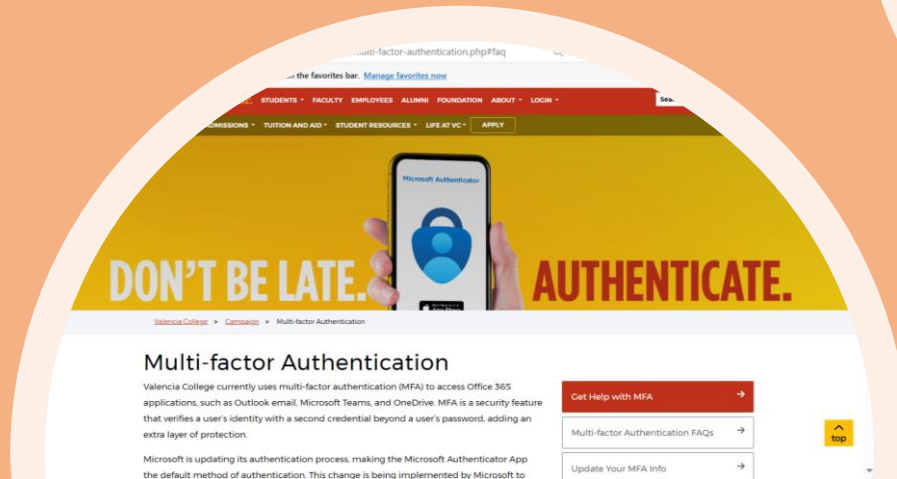 multi-factor-authentication.php#faq
the favorites bar. Manage favorites now
STUDENTS FACULTY EMPLOYEES ALUMNI FOUNDATION ABOUT LOGIN
ADMISSIONS TUITION AND AID STUDENT RESOURCES LIFE AT VC APPLY
Microsoft Authenticator
DON'T BE LATE. AUTHENTICATE.
Valencia College > Campaign > Multi-factor Authentication
Multi-factor Authentication
Valencia College currently uses multi-factor authentication (MFA) to access Office 365
applications, such as Outlook email, Microsoft Teams, and OneDrive. MFA is a security feature
that verifies a user's identity with a second credential beyond a user's password, adding an
extra layer of protection.
Microsoft is updating its authentication process, making the Microsoft Authenticator App
the default method of authentication. This change is being implemented by Microsoft to
Get Help with MFA
Multi-factor Authentication FAQs
Update Your MFA Info
top